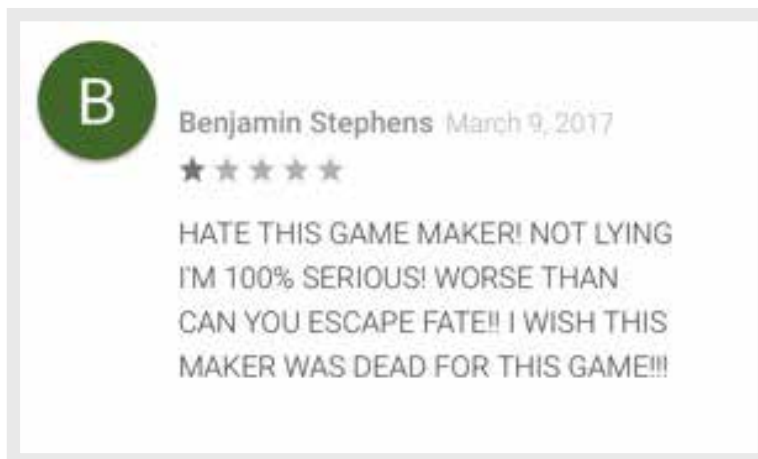 B
Benjamin Stephens March 9, 2017
HATE THIS GAME MAKER! NOT LYING
I'M 100% SERIOUS! WORSE THAN
CAN YOU ESCAPE FATE!! I WISH THIS
MAKER WAS DEAD FOR THIS GAME!!!